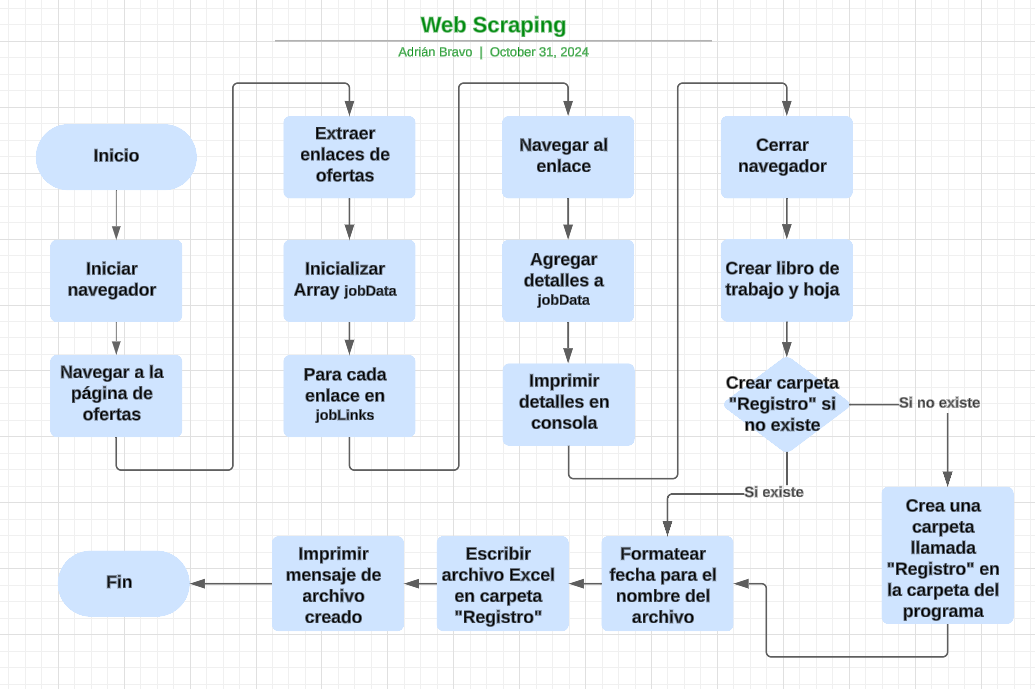 Web Scraping
Adrián Bravo | October 31, 2024
Inicio
Iniciar
navegador
Navegar a la
página de
ofertas
Extraer
enlaces de
ofertas
Inicializar
Array jobData
Para cada
enlace en
jobLinks
Navegar al
enlace
Agregar
detalles a
jobData
Imprimir
detalles en
consola
Cerrar
navegador
Crear libro de
trabajo y hoja
Crear carpeta
"Registro" si
no existe
Si no existe
Si existe
Crea una
carpeta
llamada
"Registro" en
la carpeta del
programa
Formatear
fecha para el
nombre del
archivo
Escribir
archivo Excel
en carpeta
"Registro"
Imprimir
mensaje de
archivo
creado
Fin